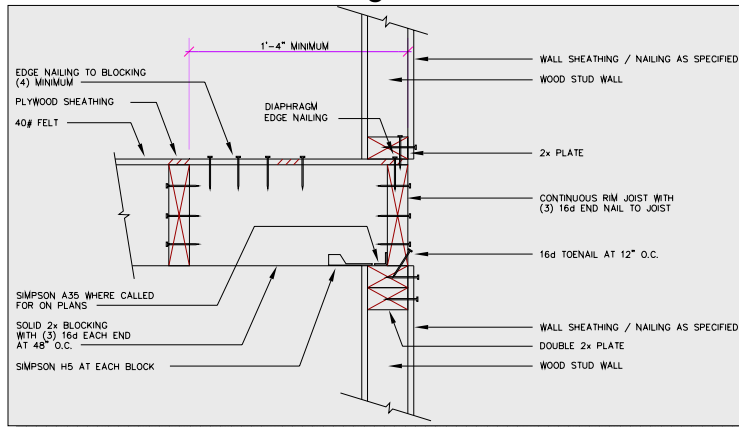 1'-4" MINIMUM
EDGE NAILING TO BLOCKING
(4) MINIMUM
PLYWOOD SHEATHING
40# FELT
DIAPHRAGM
EDGE NAILING
SIMPSON A35 WHERE CALLED
FOR ON PLANS
SOLID 2x BLOCKING
WITH (3) 16d EACH END
AT 48" O.C.
SIMPSON H5 AT EACH BLOCK
WALL SHEATHING / NAILING AS SPECIFIED
WOOD STUD WALL
2x PLATE
CONTINUOUS RIM JOIST WITH
(3) 16d END NAIL TO JOIST
16d TOENAIL AT 12" O.C.
WALL SHEATHING / NAILING AS SPECIFIED
DOUBLE 2x PLATE
WOOD STUD WALL